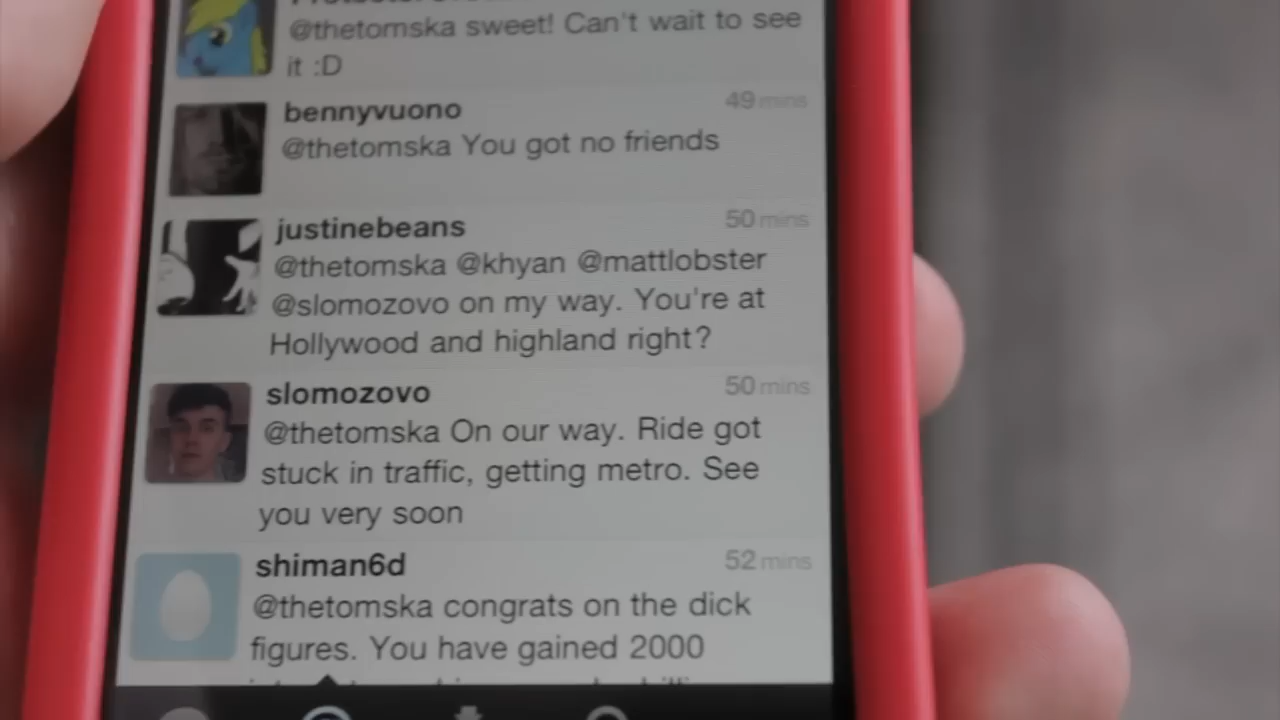 @thetomska sweet! Can't wait to see
it :D
bennyvuono 49 mins
@thetomska You got no friends
justinebeans 50 mins
@thetomska @khyan @mattlobster
@slomozovo on my way. You're at
Hollywood and highland right?
slomozovo 50 mins
@thetomska On our way. Ride got
stuck in traffic, getting metro. See
you very soon
shiman6d 52 mins
@thetomska congrats on the dick
figures. You have gained 2000